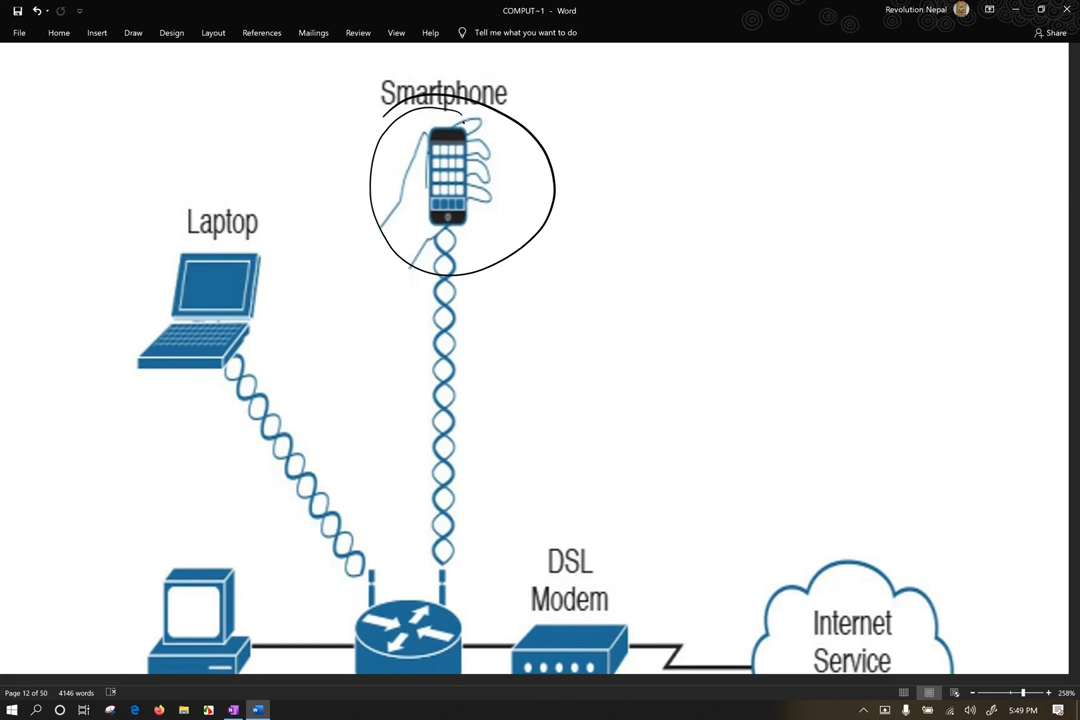 COMPUT~1 - Word
Revolution Nepal
File Home Insert Draw Design Layout References Mailings Review View Help Tell me what you want to do Share
Smartphone
Laptop
DSL
Modem
Internet
Service
Page 12 of 50 4146 words 258%
5:49 PM